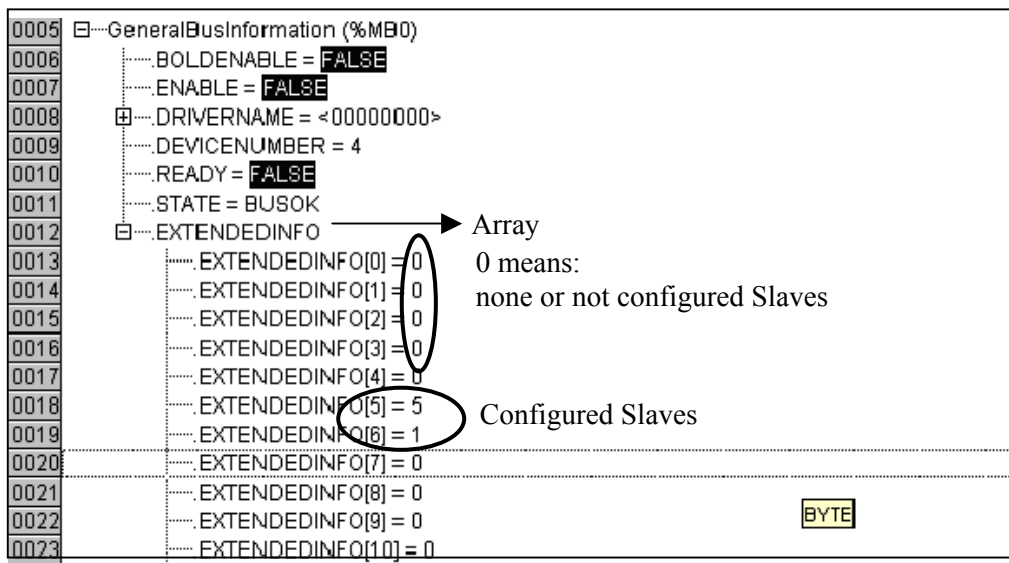 0005 GeneralBusInformation (%MB0)
0006 .BOLDENABLE = FALSE
0007 .ENABLE = FALSE
0008 .DRIVERNAME = <00000000>
0009 .DEVICENUMBER = 4
0010 .READY = FALSE
0011 .STATE = BUSOK
0012 .EXTENDEDINFO Array
0013 .EXTENDEDINFO[0] = 0 0 means:
0014 .EXTENDEDINFO[1] = 0 none or not configured Slaves
0015 .EXTENDEDINFO[2] = 0
0016 .EXTENDEDINFO[3] = 0
0017 .EXTENDEDINFO[4] = 0
0018 .EXTENDEDINFO[5] = 5 Configured Slaves
0019 .EXTENDEDINFO[6] = 1
0020 .EXTENDEDINFO[7] = 0
0021 .EXTENDEDINFO[8] = 0
0022 .EXTENDEDINFO[9] = 0 BYTE
0023 .EXTENDEDINFO[10] = 0